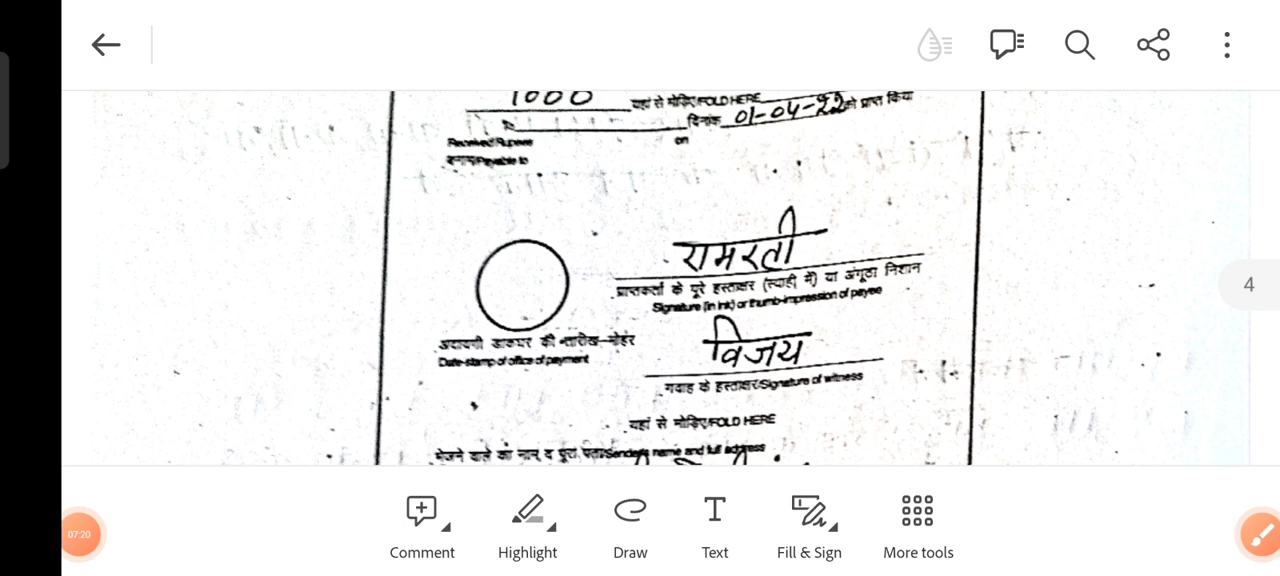 1000 यहां से मोड़िए/FOLD HERE
रु. दिनांक 01-04-22 को प्राप्त किया
Received Rupees on
बनाम/Payable to
रामरती
प्राप्तकर्ता के पूरे हस्ताक्षर (स्याही में) या अंगूठा निशान
Signature (in ink) or thumb-impression of payee
4
अदायगी डाकघर की तारीख-मोहर
Date-stamp of office of payment
विजय
गवाह के हस्ताक्षर/Signature of witness
यहां से मोड़िए/FOLD HERE
भेजने वाले का नाम व पूरा पता/Sender's name and full address
07:20
Comment Highlight Draw Text Fill & Sign More tools